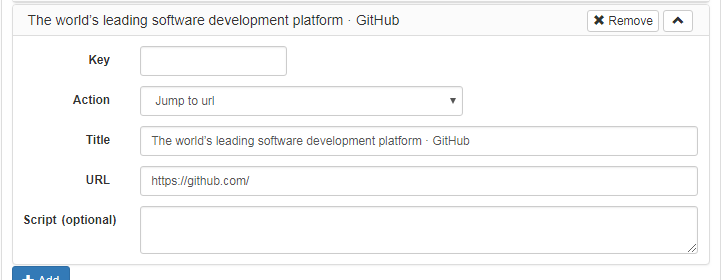 The world's leading software development platform · GitHub
✖ Remove
Key
Action
Jump to url
Title
The world's leading software development platform · GitHub
URL
https://github.com/
Script (optional)
+ Add